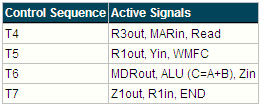 Control Sequence Active Signals
T4 R3out, MARin, Read
T5 R1out, Yin, WMFC
T6 MDRout, ALU (C=A+B), Zin
T7 Z1out, R1in, END